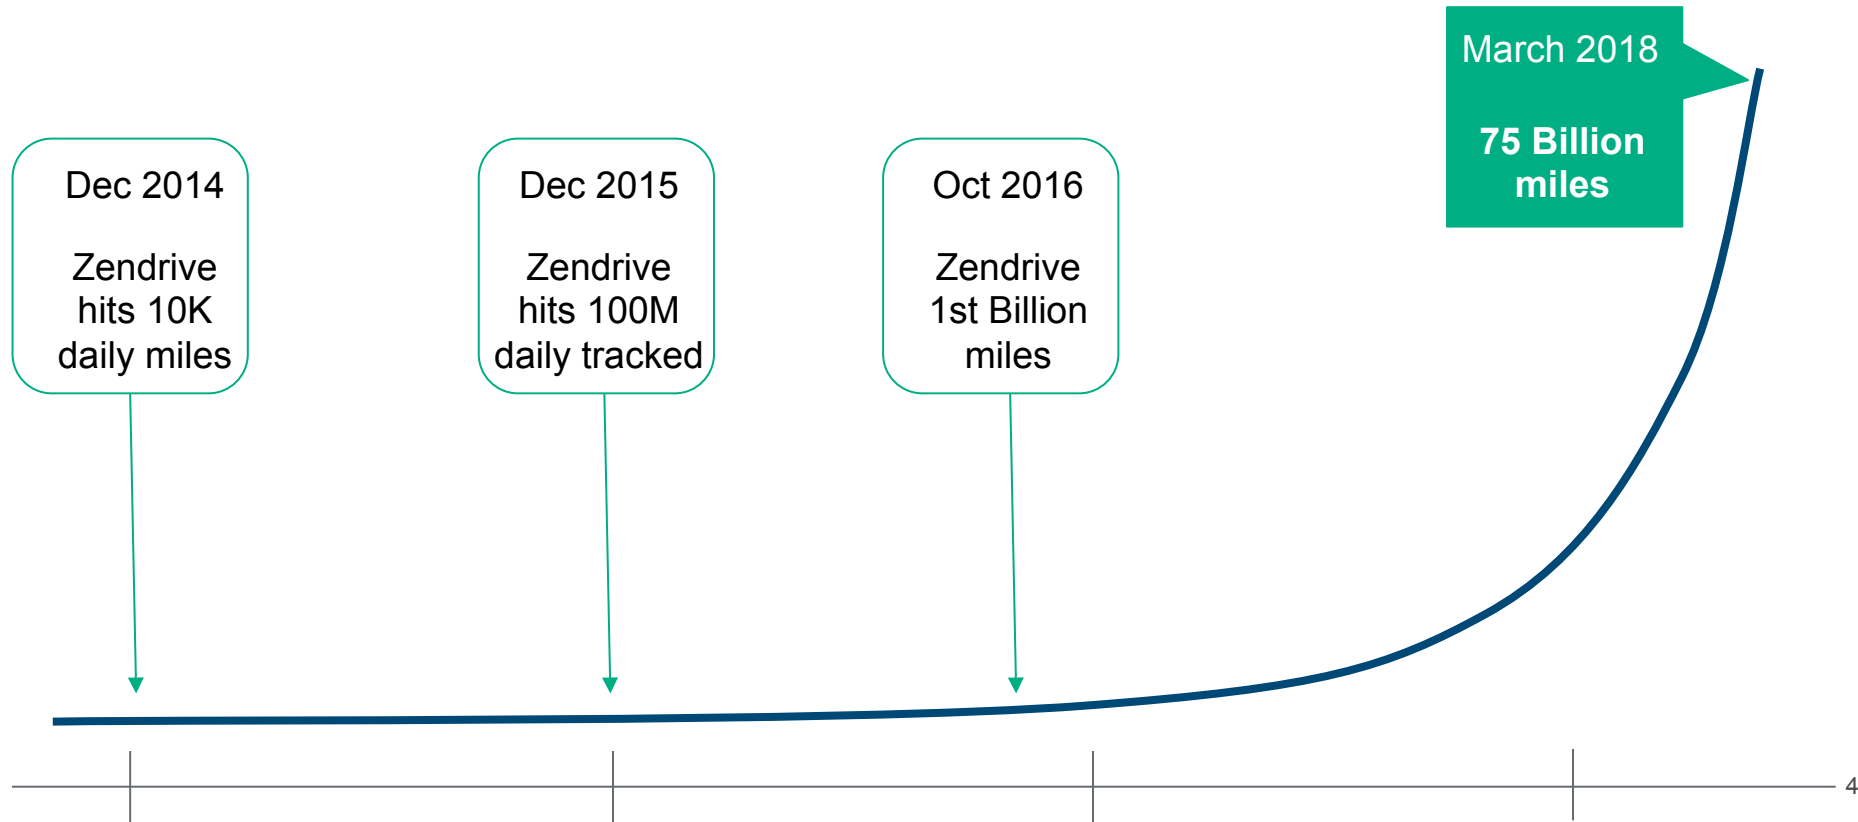 Dec 2014
Zendrive
hits 10K
daily miles
Dec 2015
Zendrive
hits 100M
daily tracked
Oct 2016
Zendrive
1st Billion
miles
March 2018
75 Billion
miles
4